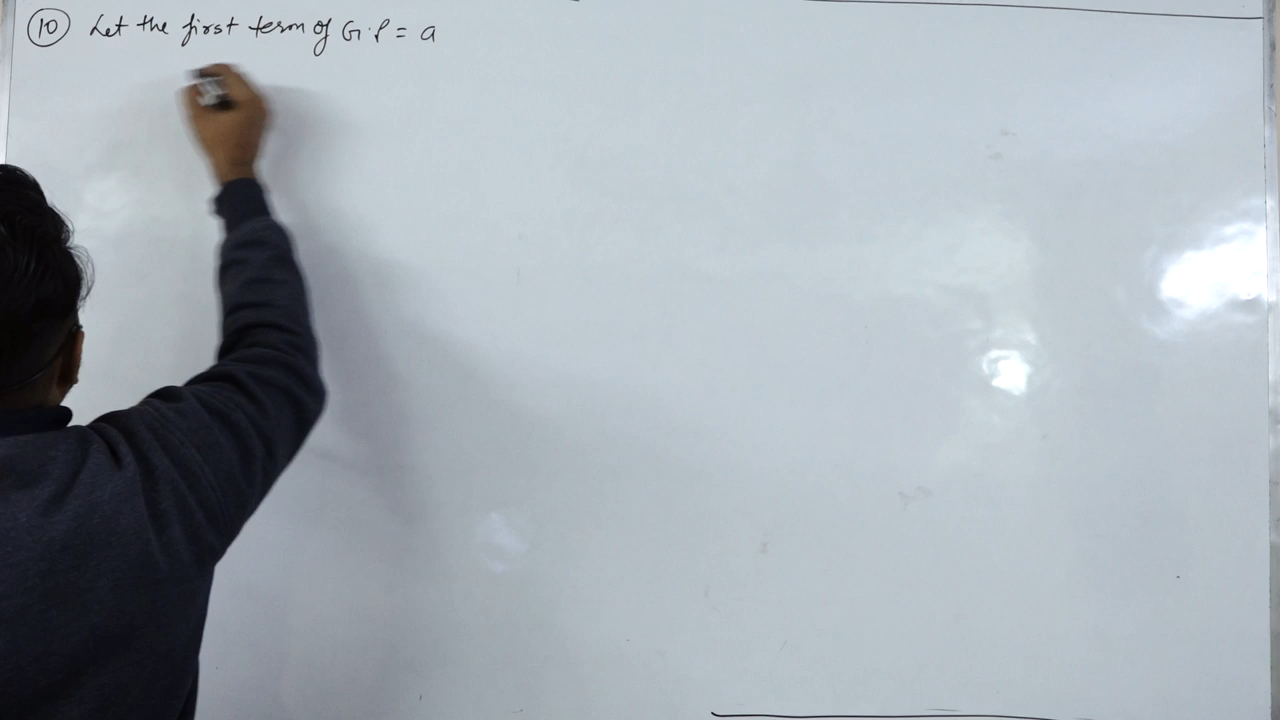 (10) Let the first term of G.P = a